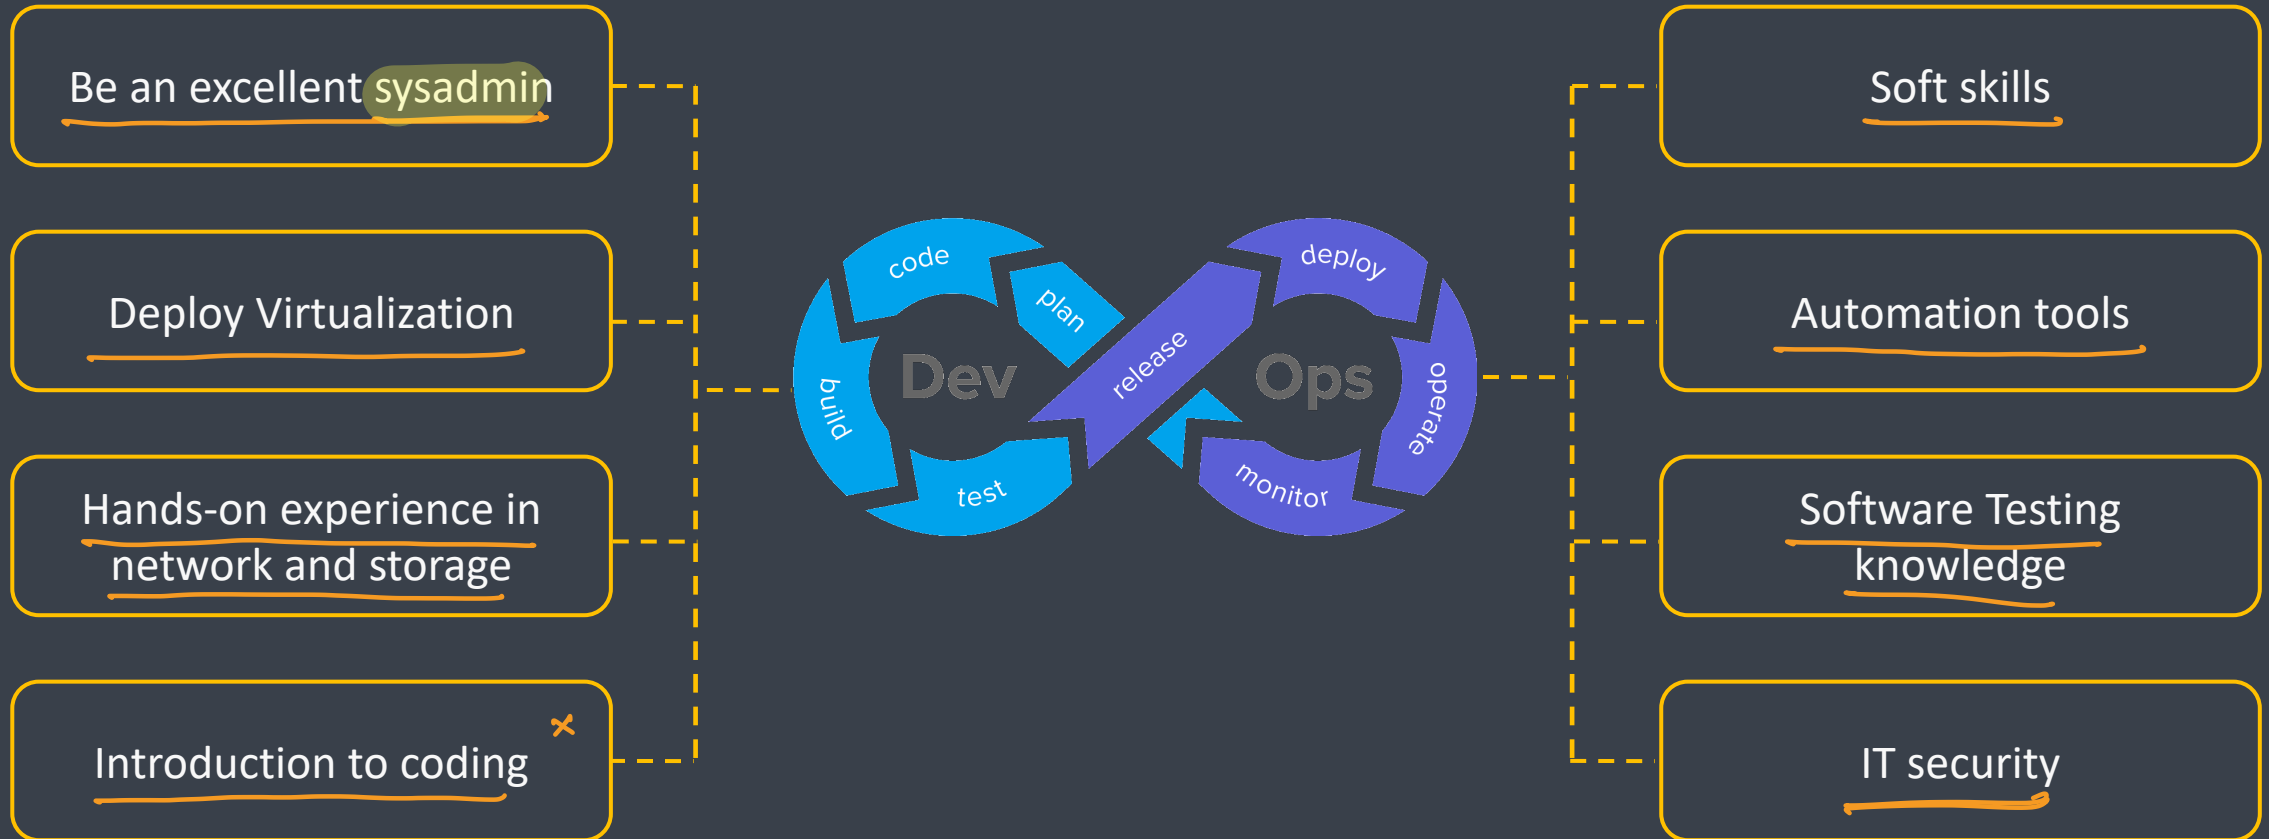 Be an excellent sysadmin
Deploy Virtualization
Hands-on experience in
network and storage
Introduction to coding
code
plan
build
test
Dev
release
Ops
deploy
operate
monitor
Soft skills
Automation tools
Software Testing
knowledge
IT security